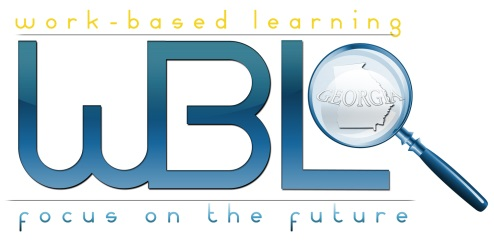 work-based learning
WBL
GEORGIA
focus on the future